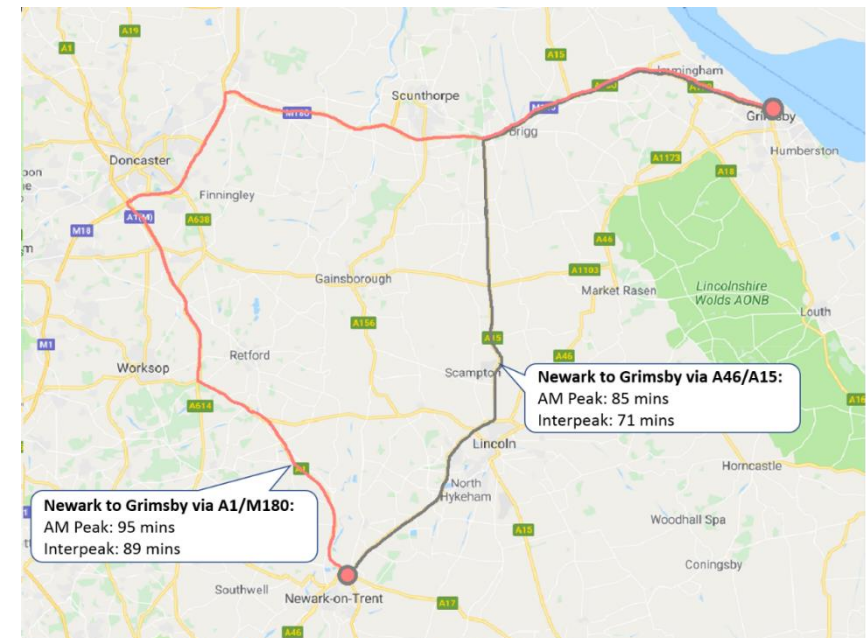 A19
A1
A15
Immingham
Scunthorpe
M180
Grimsby
Brigg
Doncaster
Humberston
A1173
A18
Finningley
A1(M)
A638
M18
A46
Gainsborough
A1103
Market Rasen
Lincolnshire
Wolds AONB
Louth
A156
M1
A15
Retford
A46
Worksop
Scampton
Newark to Grimsby via A46/A15:
AM Peak: 85 mins
Interpeak: 71 mins
A16
A614
Lincoln
A1
Horncastle
North
Hykeham
Newark to Grimsby via A1/M180:
AM Peak: 95 mins
Interpeak: 89 mins
A15
Woodhall Spa
Coningsby
Southwell
Newark-on-Trent
A17
A46